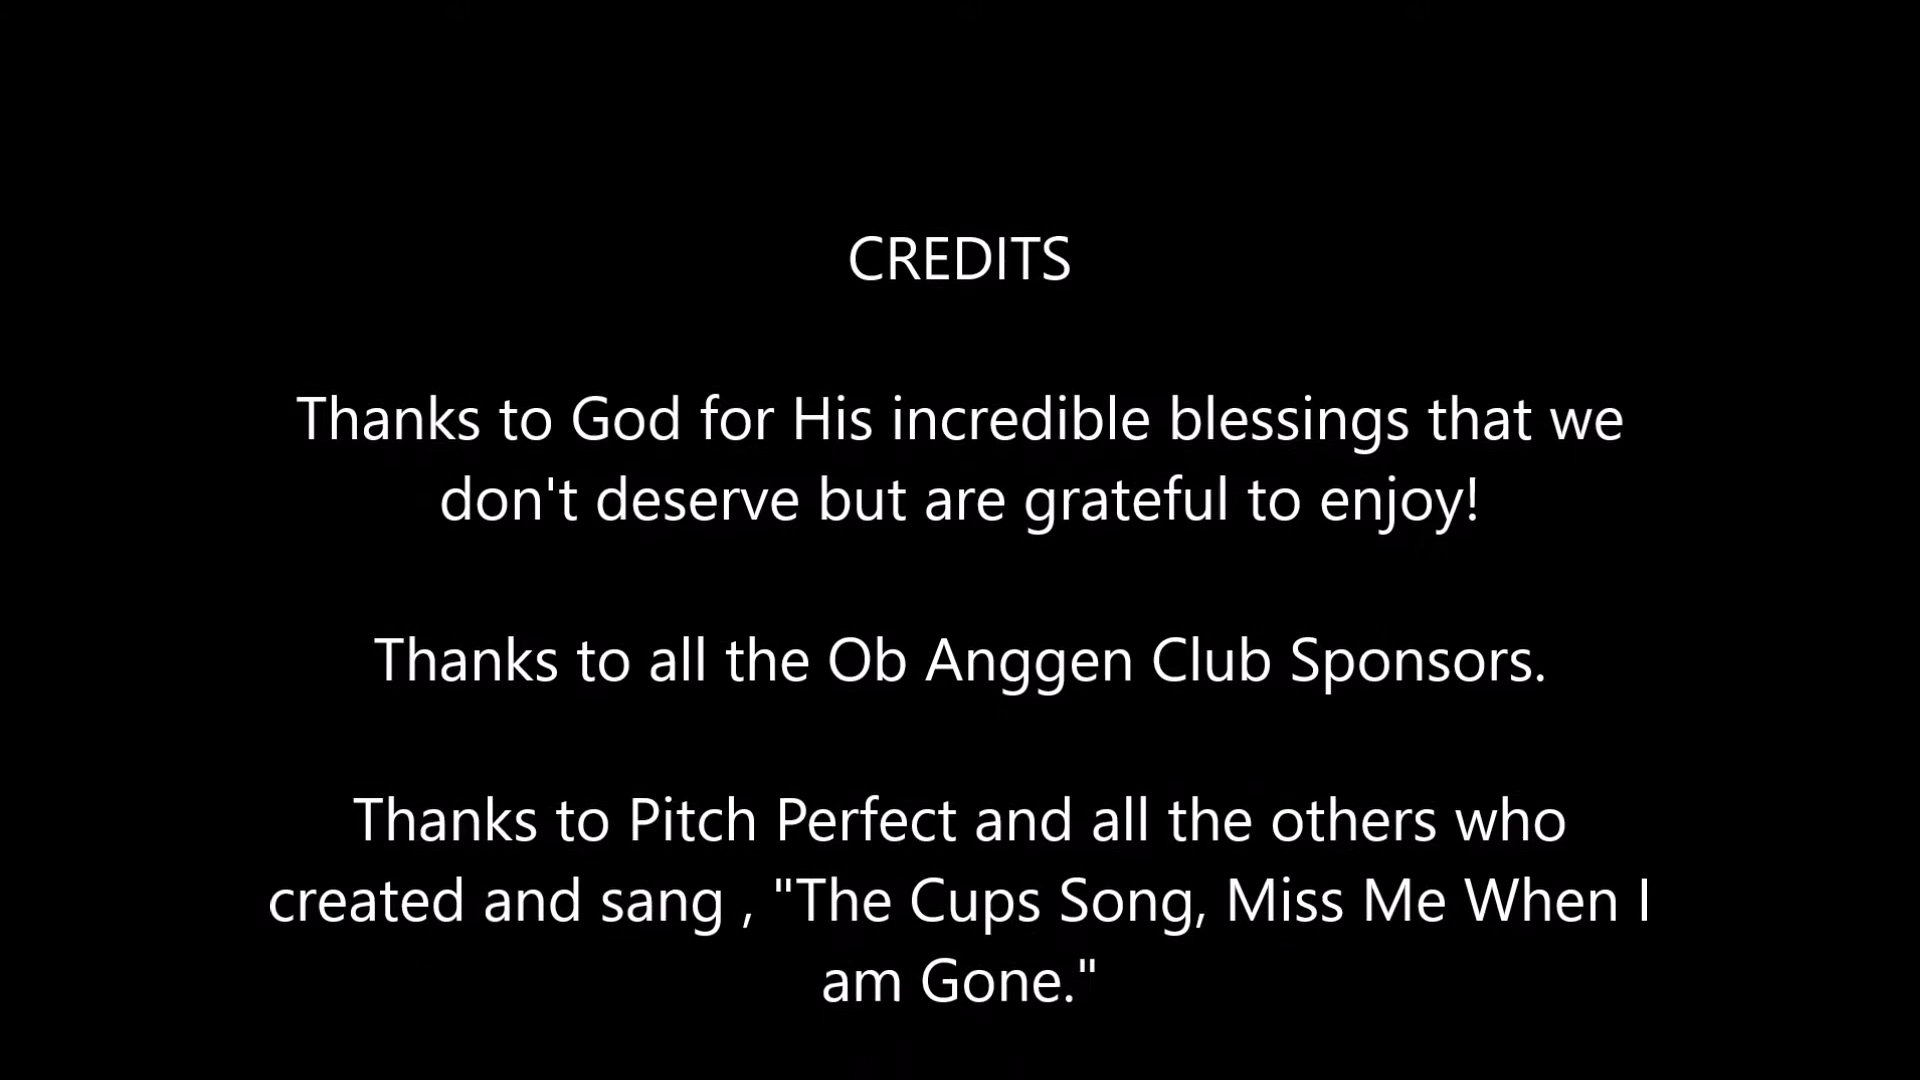 CREDITS
Thanks to God for His incredible blessings that we
don't deserve but are grateful to enjoy!
Thanks to all the Ob Anggen Club Sponsors.
Thanks to Pitch Perfect and all the others who
created and sang , "The Cups Song, Miss Me When I
am Gone."